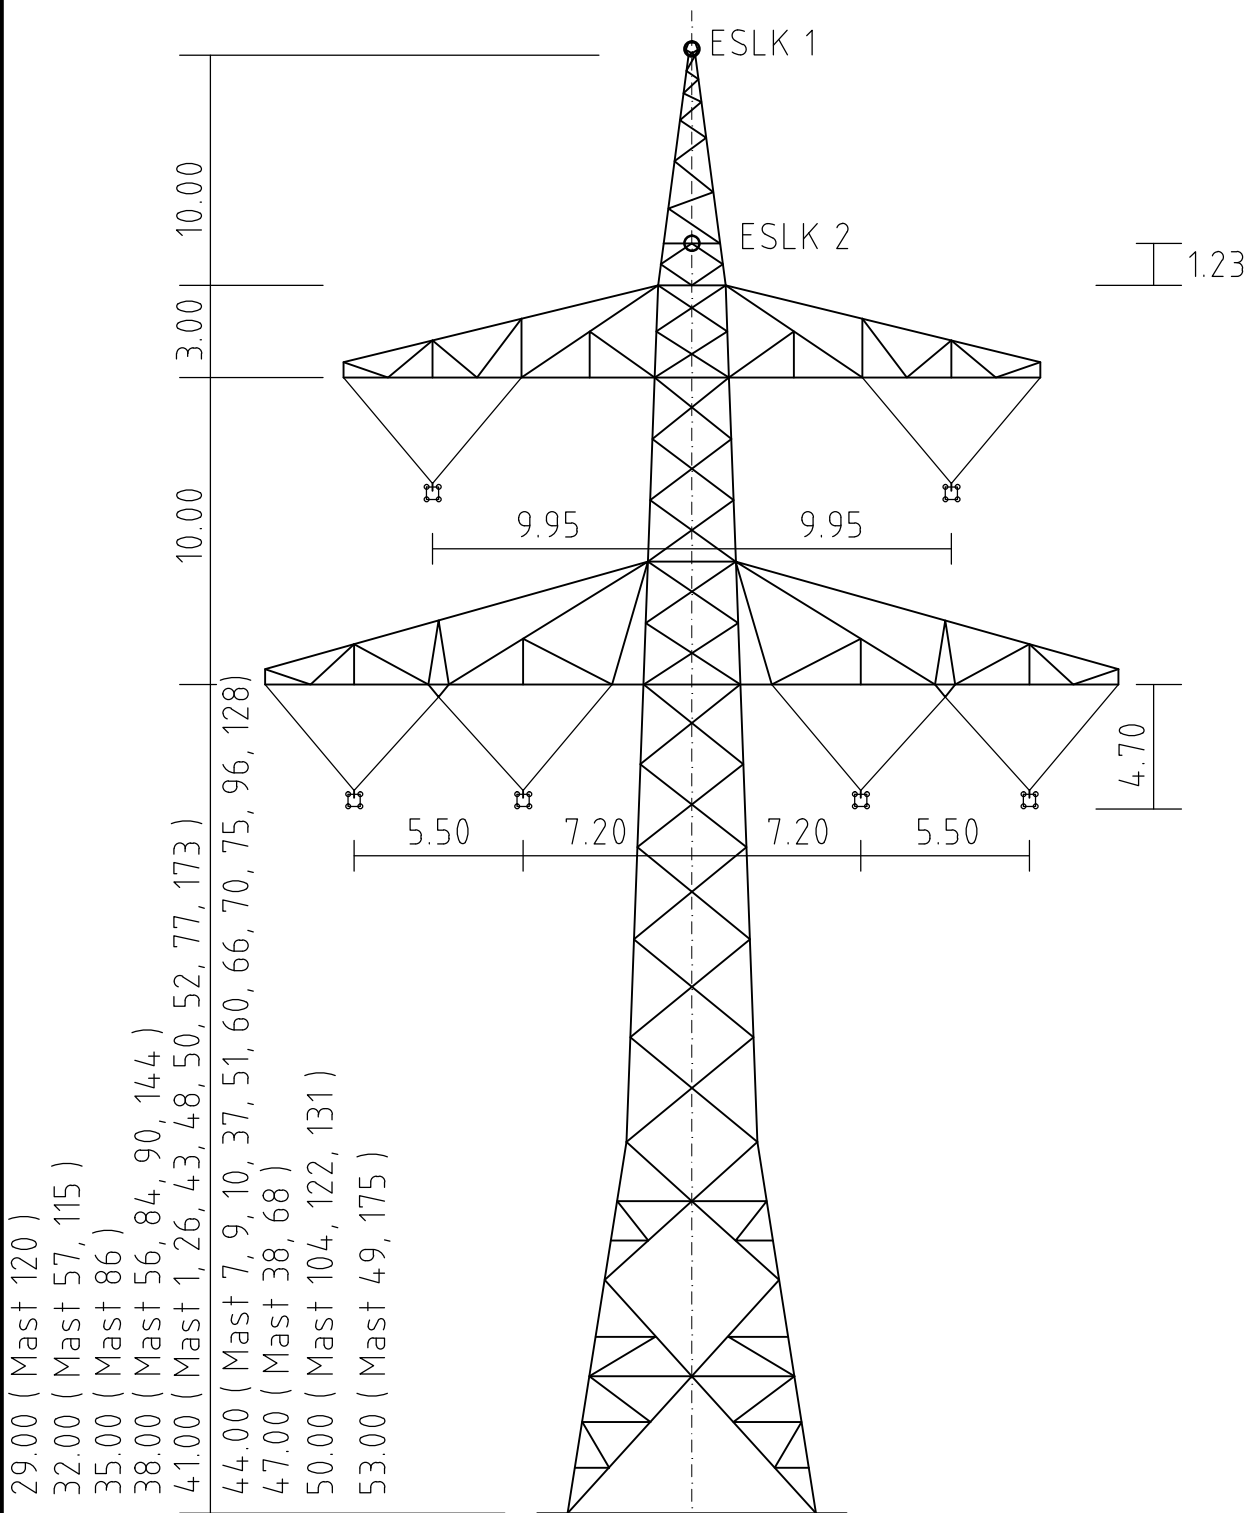 ESLK 1
10.00
ESLK 2
1.23
3.00
10.00
9.95
9.95
4.70
5.50
7.20
7.20
5.50
29.00 ( Mast 120 )
32.00 ( Mast 57, 115 )
35.00 ( Mast 86 )
38.00 ( Mast 56, 84, 90, 144 )
41.00 ( Mast 1, 26, 43, 48, 50, 52, 77, 173 )
44.00 ( Mast 7, 9, 10, 37, 51, 60, 66, 70, 75, 96, 128)
47.00 ( Mast 38, 68 )
50.00 ( Mast 104, 122, 131 )
53.00 ( Mast 49, 175 )